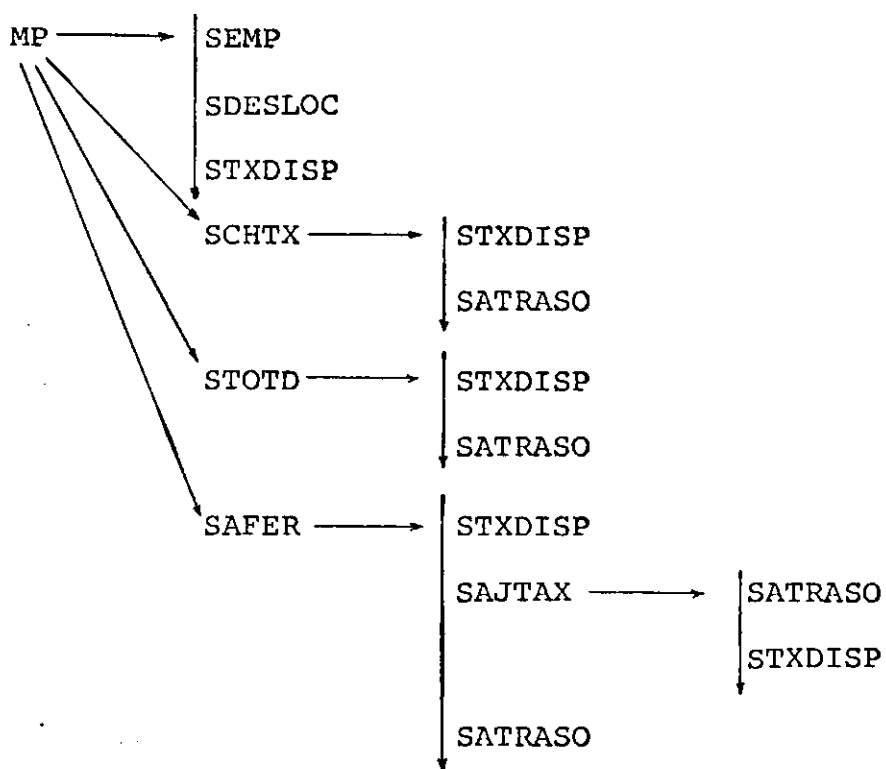 MP SEMP
SDESLOC
STXDISP
SCHTX STXDISP
SATRASO
STOTD STXDISP
SATRASO
SAFER STXDISP
SAJTAX SATRASO
STXDISP
SATRASO